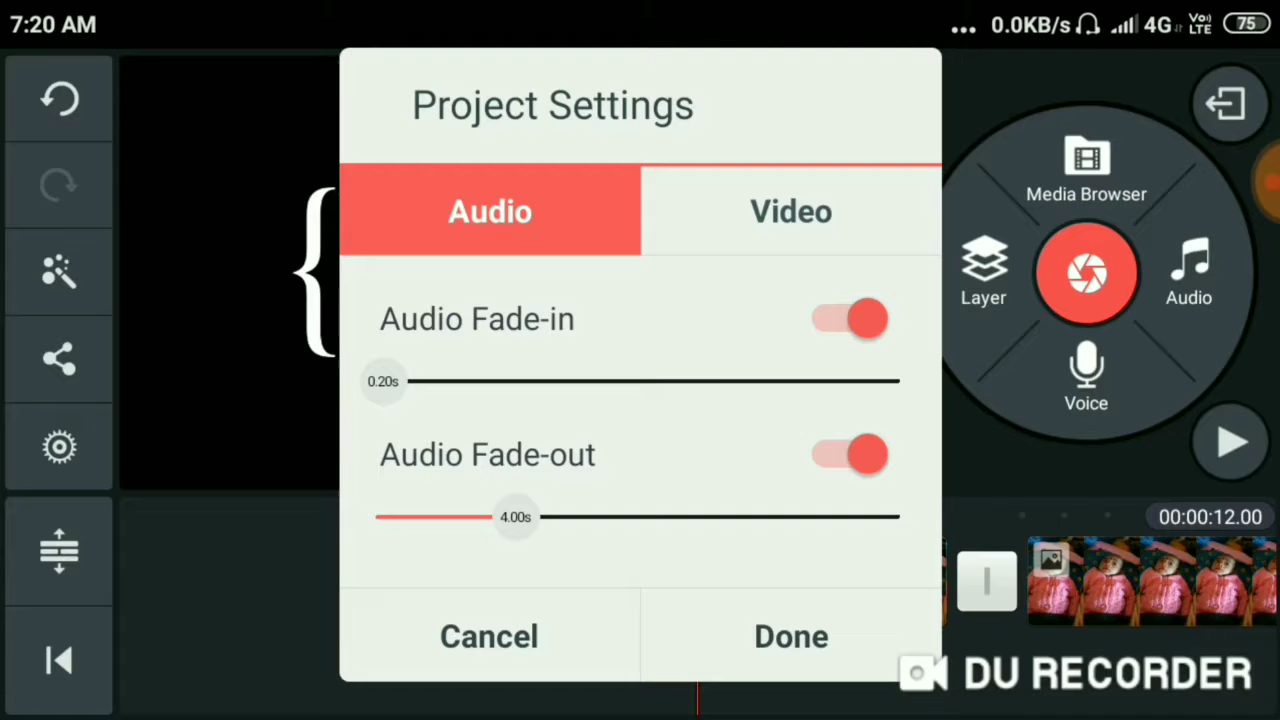 7:20 AM
... 0.0KB/s 4G Vo) LTE 75
Project Settings
Audio
Video
Audio Fade-in
0.20s
Audio Fade-out
4.00s
Cancel
Done
Media Browser
Layer
Audio
Voice
00:00:12.00
{
DU RECORDER